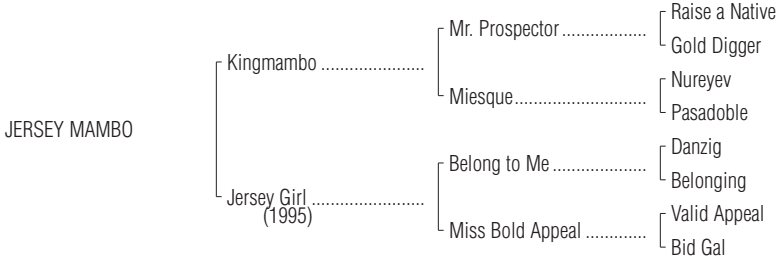 Raise a Native
Mr. Prospector ..................
Gold Digger
Kingmambo ......................
Nureyev
Miesque............................
Pasadoble
JERSEY MAMBO
Danzig
Belong to Me ....................
Belonging
Jersey Girl ........................
(1995)
Valid Appeal
Miss Bold Appeal .............
Bid Gal